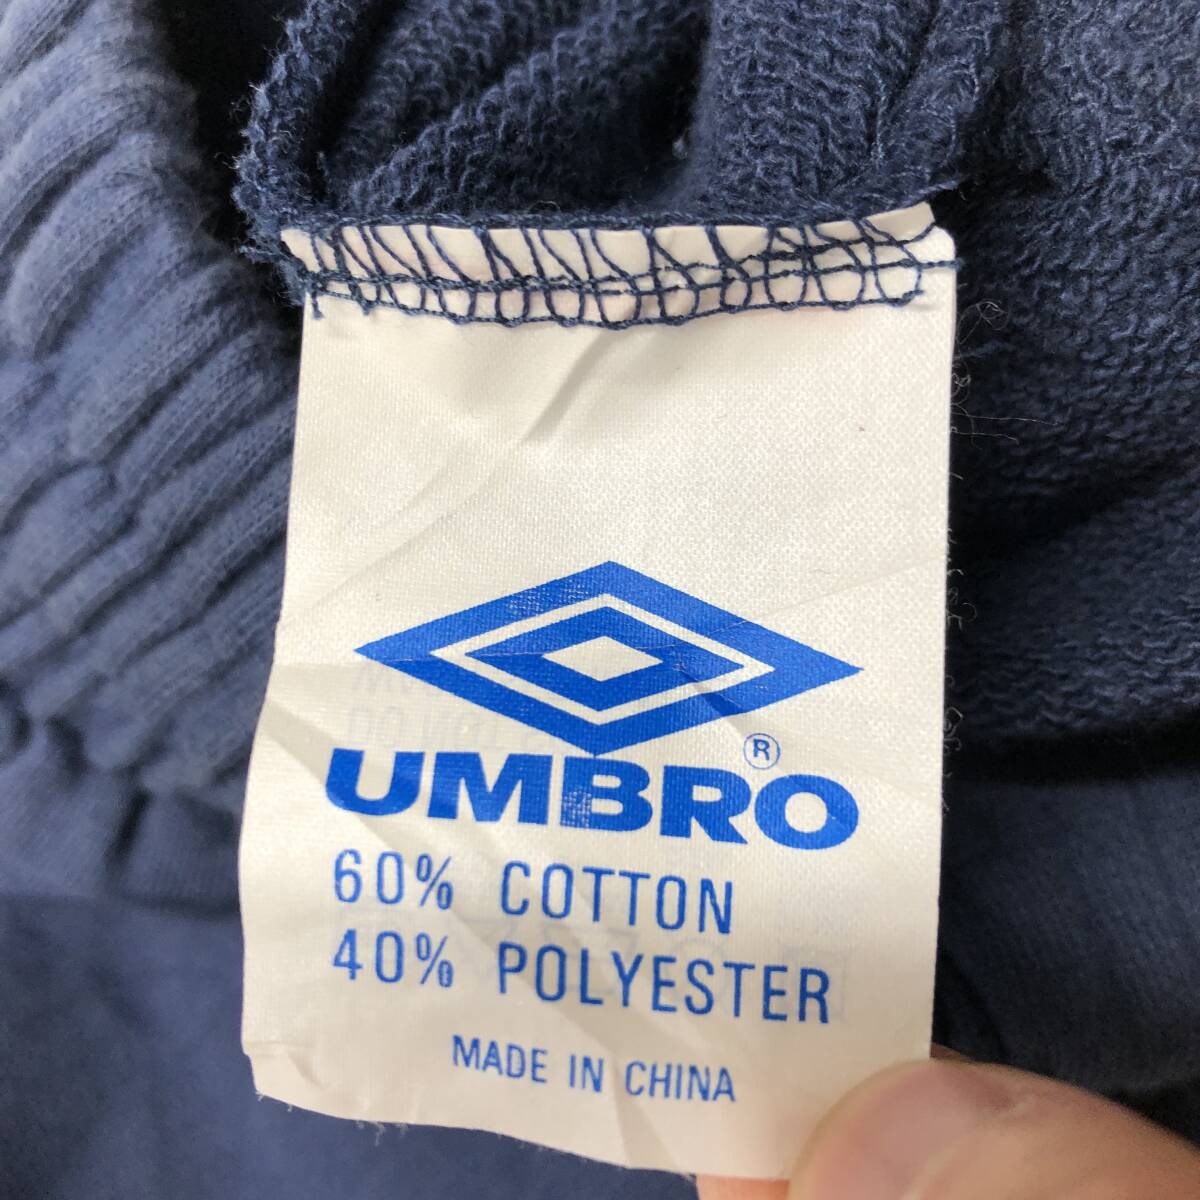 UMBRO®
60% COTTON
40% POLYESTER
MADE IN CHINA